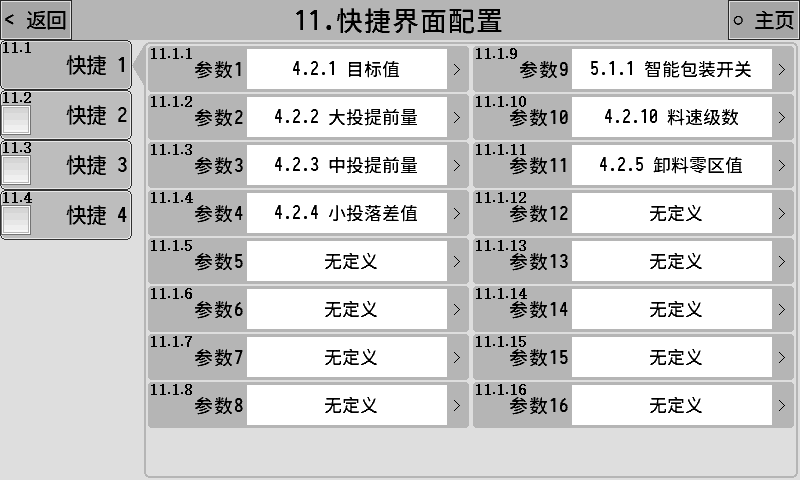 < 返回
11.快捷界面配置
○ 主页
11.1
快捷 1
11.2
快捷 2
11.3
快捷 3
11.4
快捷 4
11.1.1
参数1
4.2.1 目标值 >
11.1.2
参数2
4.2.2 大投提前量 >
11.1.3
参数3
4.2.3 中投提前量 >
11.1.4
参数4
4.2.4 小投落差值 >
11.1.5
参数5
无定义 >
11.1.6
参数6
无定义 >
11.1.7
参数7
无定义 >
11.1.8
参数8
无定义 >
11.1.9
参数9
5.1.1 智能包装开关 >
11.1.10
参数10
4.2.10 料速级数 >
11.1.11
参数11
4.2.5 卸料零区值 >
11.1.12
参数12
无定义 >
11.1.13
参数13
无定义 >
11.1.14
参数14
无定义 >
11.1.15
参数15
无定义 >
11.1.16
参数16
无定义 >